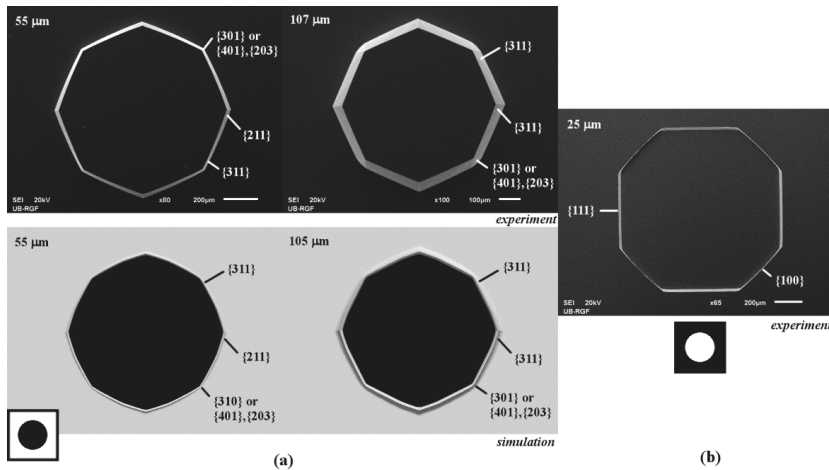 55 µm
{301} or
{401},{203}
{211}
{311}
SEI 20kV x80 200µm
UB-RGF
107 µm
{311}
{311}
{301} or
{401},{203}
SEI 20kV x100 100µm
UB-RGF
experiment
55 µm
{311}
{211}
{310} or
{401},{203}
105 µm
{311}
{311}
{301} or
{401},{203}
simulation
(a)
25 µm
{111}
{100}
SEI 20kV x65 200µm
UB-RGF
experiment
(b)